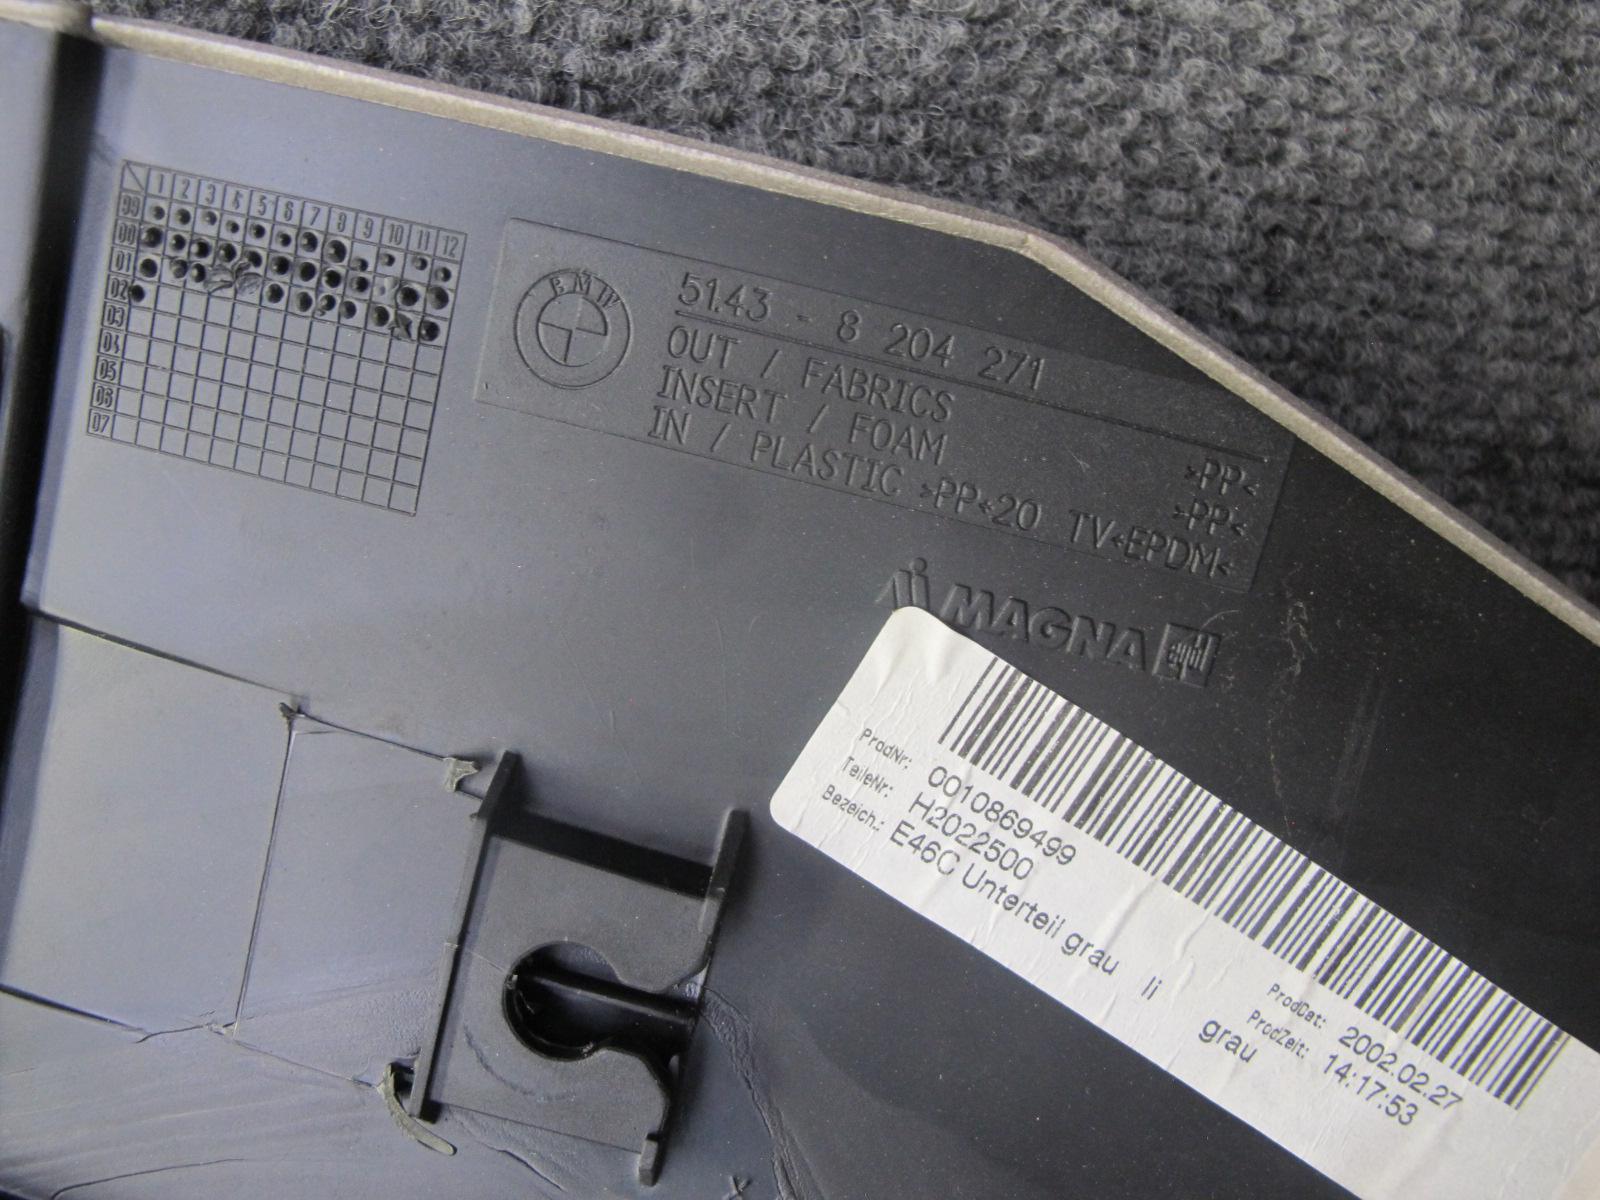 1 2 3 4 5 6 7 8 9 10 11 12
99
00
01
02
03
04
05
06
07
BMW
51.43 - 8 204 271
OUT / FABRICS >PP<
INSERT / FOAM >PP<
IN / PLASTIC >PP<20 TV<EPDM<
MAGNA
ProdNr: 0010869499
TeileNr: H2022500
Bezeich.: E46C Unterteil grau li
grau
ProdDat: 2002.02.27
ProdZeit: 14:17:53